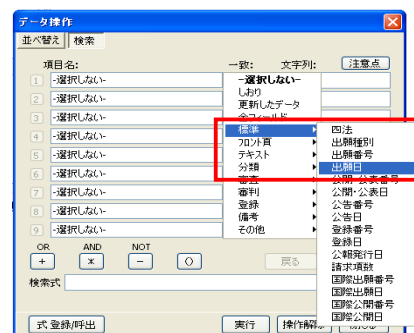 データ操作
並べ替え 検索
項目名: 一致: 文字列: 注意点
1 -選択しない-
2 -選択しない-
3 -選択しない-
4 -選択しない-
5 -選択しない-
6 -選択しない-
7 -選択しない-
8 -選択しない-
9 -選択しない-
-選択しない-
しおり
更新したデータ
全フィールド
標準
フロント頁
テキスト
分類
審査
審判
登録
備考
その他
四法
出願種別
出願番号
出願日
公開・公表番号
公開・公表日
公告番号
公告日
登録番号
登録日
公報発行日
請求項数
国際出願番号
国際出願日
国際公開番号
国際公開日
OR AND NOT
+ * - () 戻る
検索式
式 登録/呼出 実行 操作解除 閉じる